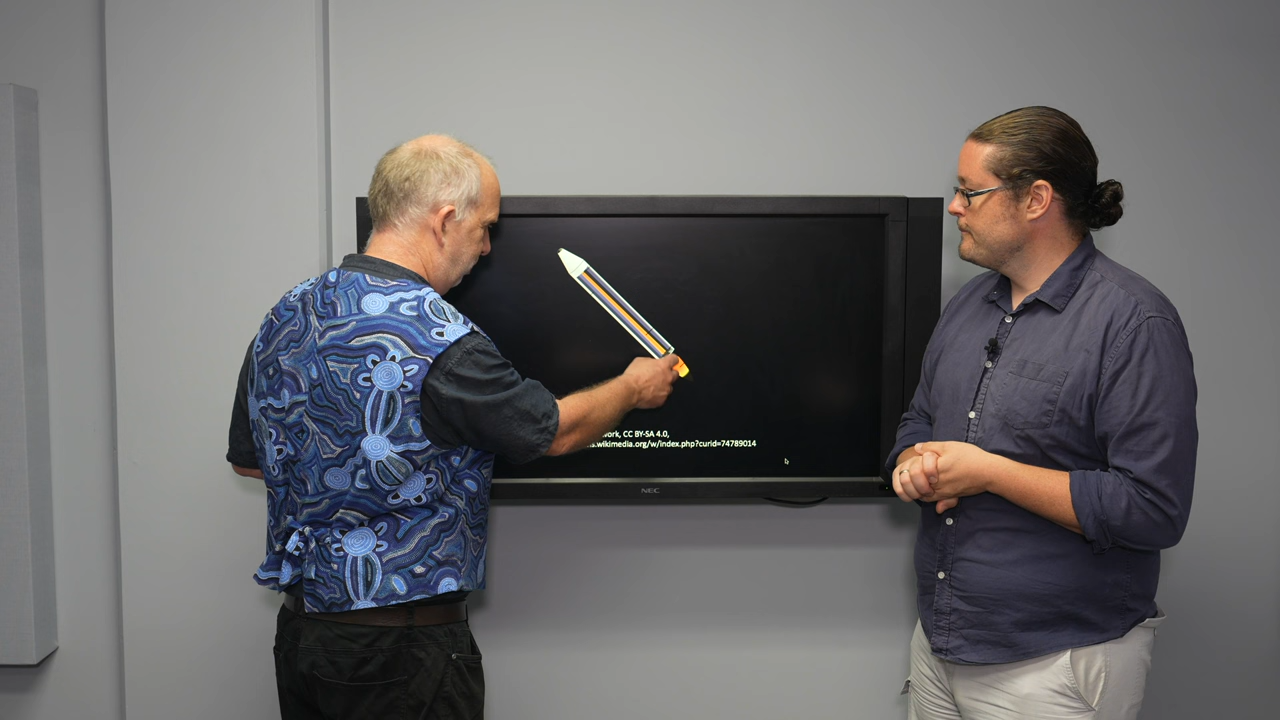 work, CC BY-SA 4.0,
s.wikimedia.org/w/index.php?curid=74789014
NEC